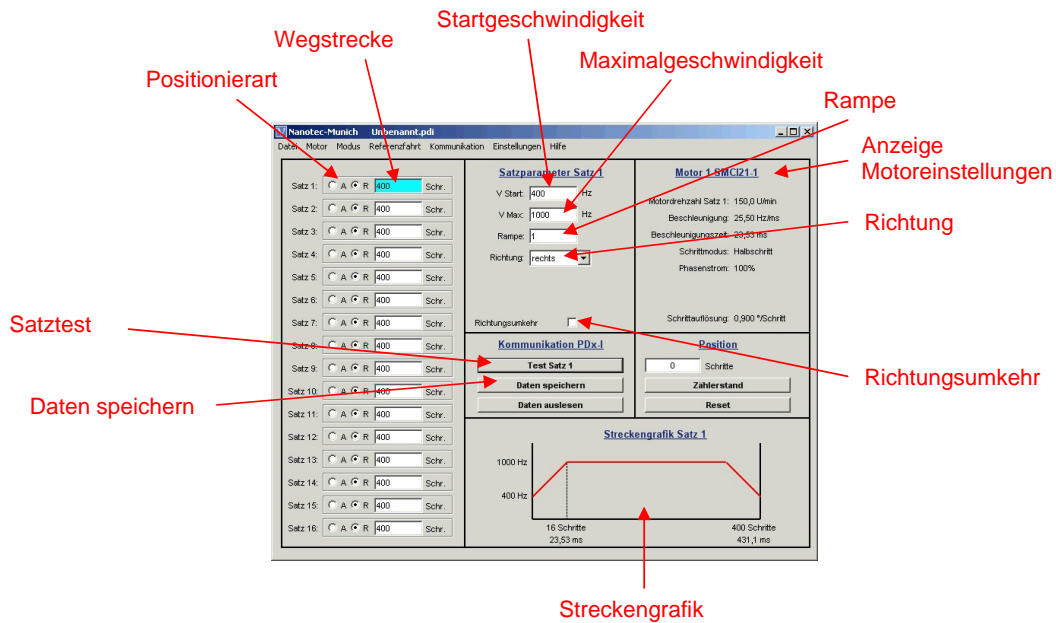 Startgeschwindigkeit
Wegstrecke
Maximalgeschwindigkeit
Positionierart
Rampe
Anzeige
Motoreinstellungen
Richtung
Satztest
Richtungsumkehr
Daten speichern
Streckengrafik
Nanotec-Munich Unbenannt.pdi
Datei Motor Modus Referenzfahrt Kommunikation Einstellungen Hilfe
Satz 1: A R 400 Schr.
Satz 2: A R 400 Schr.
Satz 3: A R 400 Schr.
Satz 4: A R 400 Schr.
Satz 5: A R 400 Schr.
Satz 6: A R 400 Schr.
Satz 7: A R 400 Schr.
Satz 8: A R 400 Schr.
Satz 9: A R 400 Schr.
Satz 10: A R 400 Schr.
Satz 11: A R 400 Schr.
Satz 12: A R 400 Schr.
Satz 13: A R 400 Schr.
Satz 14: A R 400 Schr.
Satz 15: A R 400 Schr.
Satz 16: A R 400 Schr.
Satzparameter Satz 1
V Start: 400 Hz
V Max: 1000 Hz
Rampe: 1
Richtung: rechts
Richtungsumkehr
Motor 1-SMCI21-1
Motordrehzahl Satz 1: 150,0 U/min
Beschleunigung: 25,50 Hz/ms
Beschleunigungszeit: 23,53 ms
Schrittmodus: Halbschritt
Phasenstrom: 100%
Schrittauflösung: 0,900 °/Schritt
Kommunikation PDx-I
Test Satz 1
Daten speichern
Daten auslesen
Position
0 Schritte
Zählerstand
Reset
Streckengrafik Satz 1
1000 Hz
400 Hz
16 Schritte
23,53 ms
400 Schritte
431,1 ms